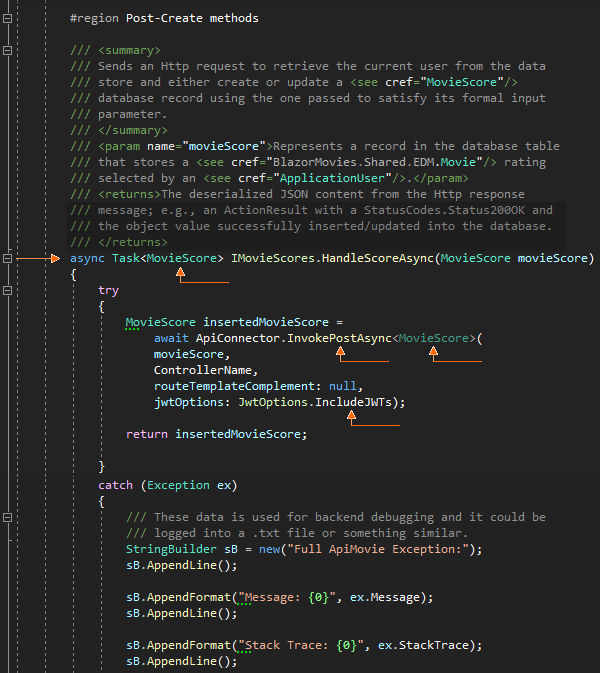 #region Post-Create methods
/// <summary>
/// Sends an Http request to retrieve the current user from the data
/// store and either create or update a <see cref="MovieScore"/>
/// database record using the one passed to satisfy its formal input
/// parameter.
/// </summary>
/// <param name="movieScore">Represents a record in the database table
/// that stores a <see cref="BlazorMovies.Shared.EDM.Movie"/> rating
/// selected by an <see cref="ApplicationUser"/>.</param>
/// <returns>The deserialized JSON content from the Http response
/// message; e.g., an ActionResult with a StatusCodes.Status200OK and
/// the object value successfully inserted/updated into the database.
/// </returns>
async Task<MovieScore> IMovieScores.HandleScoreAsync(MovieScore movieScore)
{
try
{
MovieScore insertedMovieScore =
await ApiConnector.InvokePostAsync<MovieScore>(
movieScore,
ControllerName,
routeTemplateComplement: null,
jwtOptions: JwtOptions.IncludeJWTs);
return insertedMovieScore;
}
catch (Exception ex)
{
/// These data is used for backend debugging and it could be
/// logged into a .txt file or something similar.
StringBuilder sB = new("Full ApiMovie Exception:");
sB.AppendLine();
sB.AppendFormat("Message: {0}", ex.Message);
sB.AppendLine();
sB.AppendFormat("Stack Trace: {0}", ex.StackTrace);
sB.AppendLine();